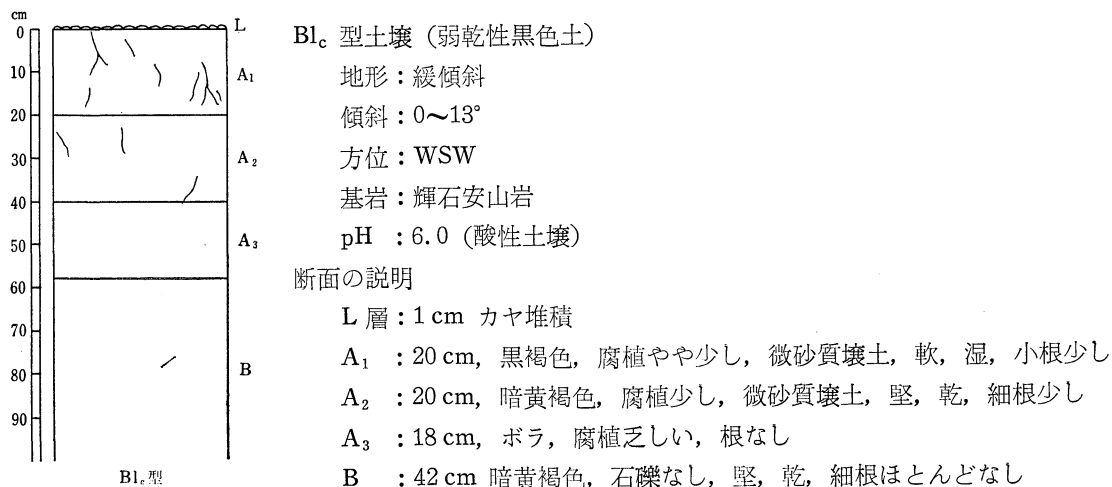 cm
0
10
20
30
40
50
60
70
80
90
L
A₁
A₂
A₃
B
Bl꜀型
Bl꜀ 型土壌 (弱乾性黒色土)
地形：緩傾斜
傾斜：0〜13°
方位：WSW
基岩：輝石安山岩
pH ：6.0 (酸性土壌)
断面の説明
L 層：1 cm カヤ堆積
A₁ ：20 cm, 黒褐色, 腐植やや少し, 微砂質壌土, 軟, 湿, 小根少し
A₂ ：20 cm, 暗黄褐色, 腐植少し, 微砂質壌土, 堅, 乾, 細根少し
A₃ ：18 cm, ボラ, 腐植乏しい, 根なし
B ：42 cm 暗黄褐色, 石礫なし, 堅, 乾, 細根ほとんどなし